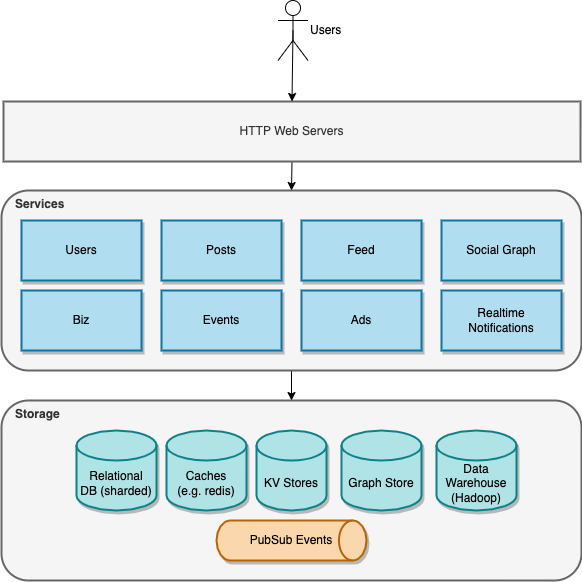 Users
HTTP Web Servers
Services
Users
Posts
Feed
Social Graph
Biz
Events
Ads
Realtime
Notifications
Storage
Relational
DB (sharded)
Caches
(e.g. redis)
KV Stores
Graph Store
Data
Warehouse
(Hadoop)
PubSub Events